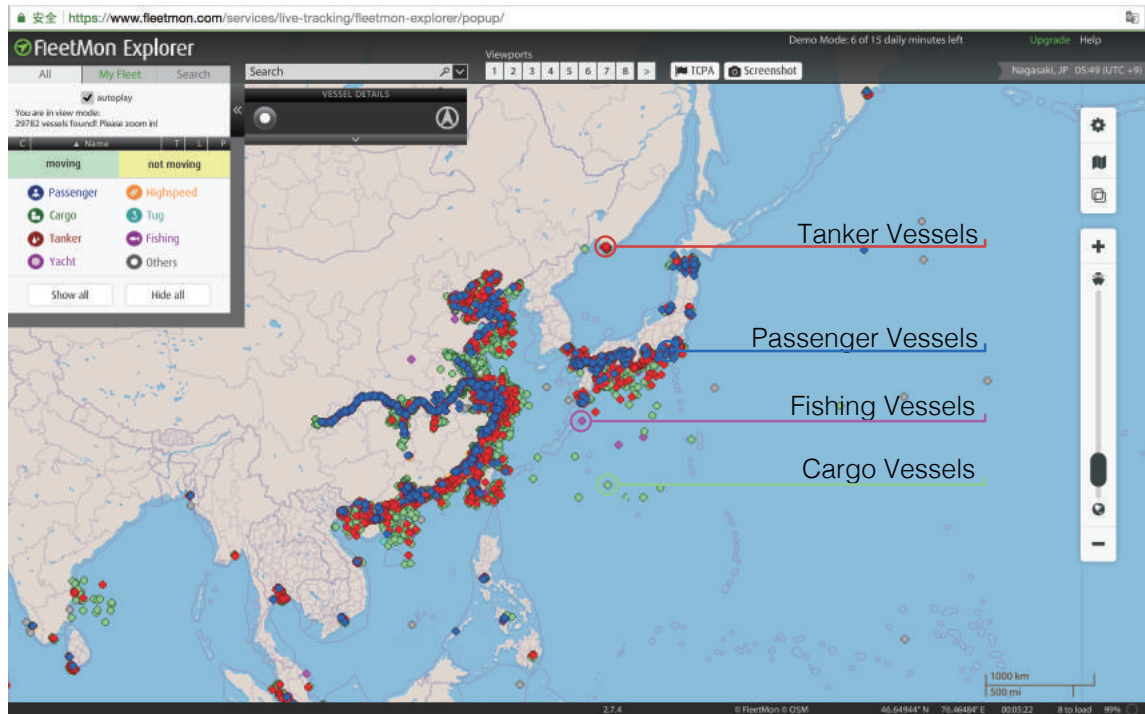 安全 https://www.fleetmon.com/services/live-tracking/fleetmon-explorer/popup/
FleetMon Explorer
Demo Mode: 6 of 15 daily minutes left
Upgrade Help
All My Fleet Search
Search
Viewports
1 2 3 4 5 6 7 8 >
TCPA
Screenshot
Nagasaki, JP 05:49 (UTC +9)
autoplay
You are in view mode:
29782 vessels found! Please zoom in!
VESSEL DETAILS
C ▲ Name T L P
moving not moving
Passenger Highspeed
Cargo Tug
Tanker Fishing
Yacht Others
Show all Hide all
Tanker Vessels
Passenger Vessels
Fishing Vessels
Cargo Vessels
1000 km
500 mi
2.7.4 © FleetMon © OSM 46.64944° N 76.46484° E 00:05:22 8 to load 99%